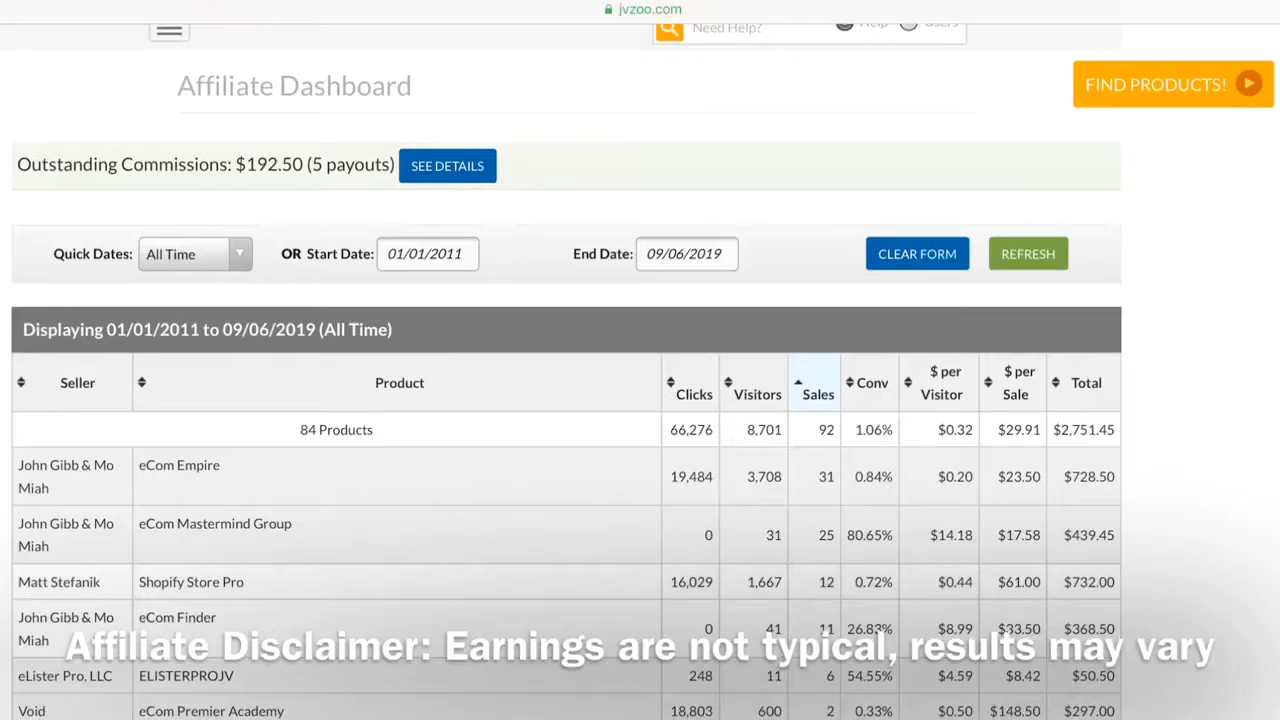 jvzoo.com
Need Help? Help Users
Affiliate Dashboard
FIND PRODUCTS!
Outstanding Commissions: $192.50 (5 payouts) SEE DETAILS
Quick Dates: All Time OR Start Date: 01/01/2011 End Date: 09/06/2019 CLEAR FORM REFRESH
Displaying 01/01/2011 to 09/06/2019 (All Time)
Seller Product Clicks Visitors Sales Conv $ per Visitor $ per Sale Total
84 Products 66,276 8,701 92 1.06% $0.32 $29.91 $2,751.45
John Gibb & Mo Miah eCom Empire 19,484 3,708 31 0.84% $0.20 $23.50 $728.50
John Gibb & Mo Miah eCom Mastermind Group 0 31 25 80.65% $14.18 $17.58 $439.45
Matt Stefanik Shopify Store Pro 16,029 1,667 12 0.72% $0.44 $61.00 $732.00
John Gibb & Mo Miah eCom Finder 0 41 11 26.83% $8.99 $33.50 $368.50
Affiliate Disclaimer: Earnings are not typical, results may vary
eLister Pro, LLC ELISTERPROJV 248 11 6 54.55% $4.59 $8.42 $50.50
Void eCom Premier Academy 18,803 600 2 0.33% $0.50 $148.50 $297.00